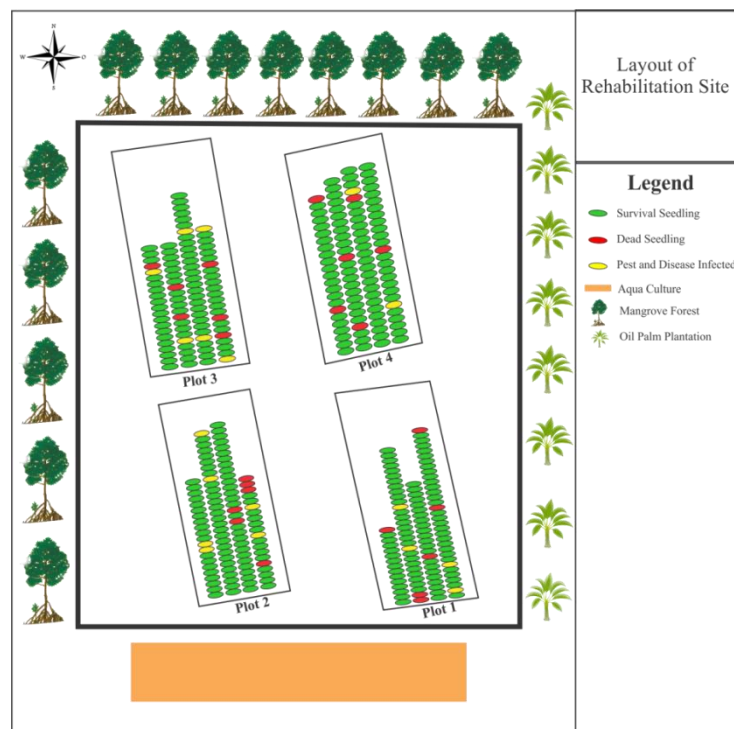 N
W
O
S
Layout of
Rehabilitation Site
Legend
Survival Seedling
Dead Seedling
Pest and Disease Infected
Aqua Culture
Mangrove Forest
Oil Palm Plantation
Plot 3
Plot 4
Plot 2
Plot 1